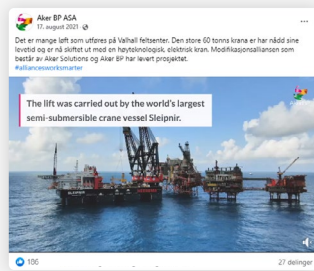 Aker BP ASA
17. august 2021 ·
Det er mange løft som utføres på Valhall feltsenter. Den store 60 tonns krana er har nådd sine
levetid og er nå skiftet ut med en høyteknologisk, elektrisk kran. Modifikasjonsalliansen som
består av Aker Solutions og Aker BP har levert prosjektet.
#allianceswork​smarter
The lift was carried out by the world's largest
semi-submersible crane vessel Sleipnir.
186
27 delinger